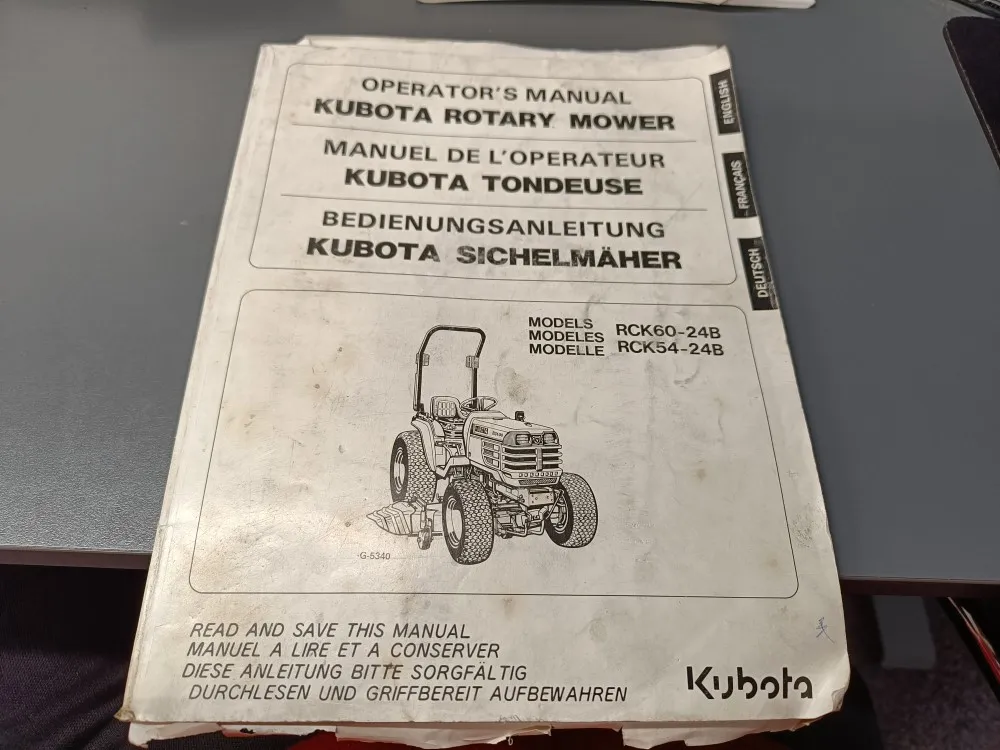 OPERATOR'S MANUAL
KUBOTA ROTARY MOWER
MANUEL DE L'OPERATEUR
KUBOTA TONDEUSE
BEDIENUNGSANLEITUNG
KUBOTA SICHELMÄHER
ENGLISH
FRANÇAIS
DEUTSCH
MODELS RCK60-24B
MODELES RCK54-24B
MODELLE
G-5340
READ AND SAVE THIS MANUAL
MANUEL A LIRE ET A CONSERVER
DIESE ANLEITUNG BITTE SORGFÄLTIG
DURCHLESEN UND GRIFFBEREIT AUFBEWAHREN
Kubota